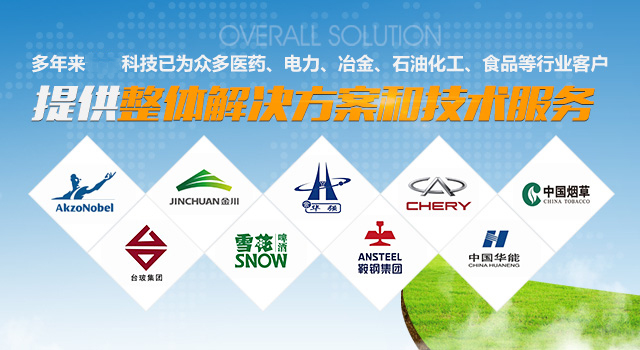 OVERALL SOLUTION
多年来 科技已为众多医药、电力、冶金、石油化工、食品等行业客户
提供整体解决方案和技术服务
AkzoNobel
JINCHUAN金川
CHERY
中国烟草
CHINA TOBACCO
台玻集团
雪花啤酒
SNOW
ANSTEEL
鞍钢集团
中国华能
CHINA HUANENG